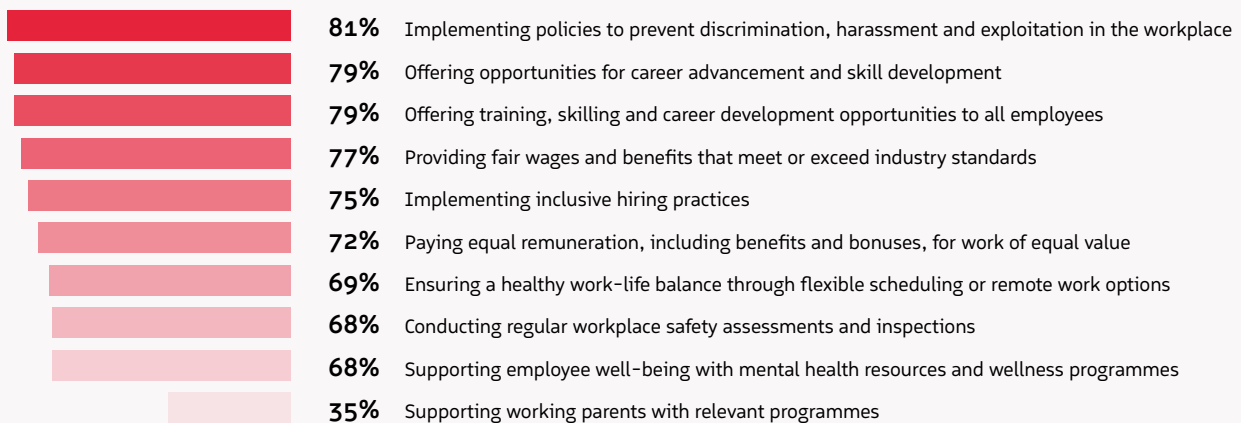 81% Implementing policies to prevent discrimination, harassment and exploitation in the workplace
79% Offering opportunities for career advancement and skill development
79% Offering training, skilling and career development opportunities to all employees
77% Providing fair wages and benefits that meet or exceed industry standards
75% Implementing inclusive hiring practices
72% Paying equal remuneration, including benefits and bonuses, for work of equal value
69% Ensuring a healthy work-life balance through flexible scheduling or remote work options
68% Conducting regular workplace safety assessments and inspections
68% Supporting employee well-being with mental health resources and wellness programmes
35% Supporting working parents with relevant programmes